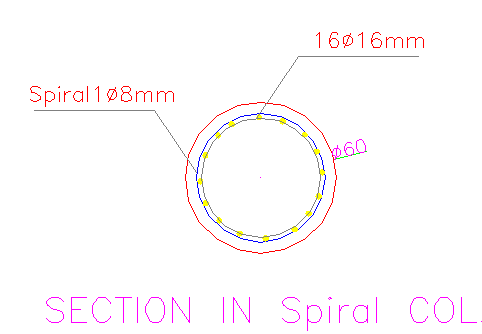 16ø16mm
Spiral1ø8mm
ø60
SECTION IN Spiral COL.